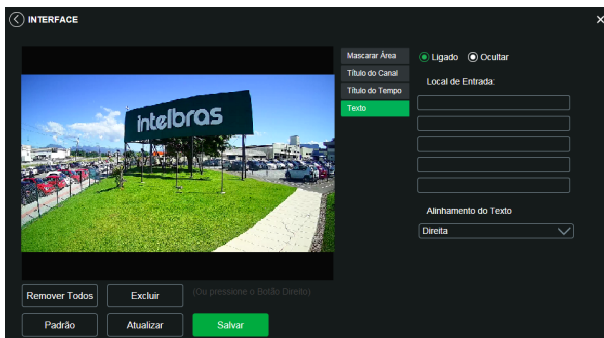 INTERFACE
intelbras
Mascarar Área
Título do Canal
Título do Tempo
Texto
Ligado
Ocultar
Local de Entrada:
Alinhamento do Texto
Direita
Remover Todos
Excluir
(Ou pressione o Botão Direito)
Padrão
Atualizar
Salvar